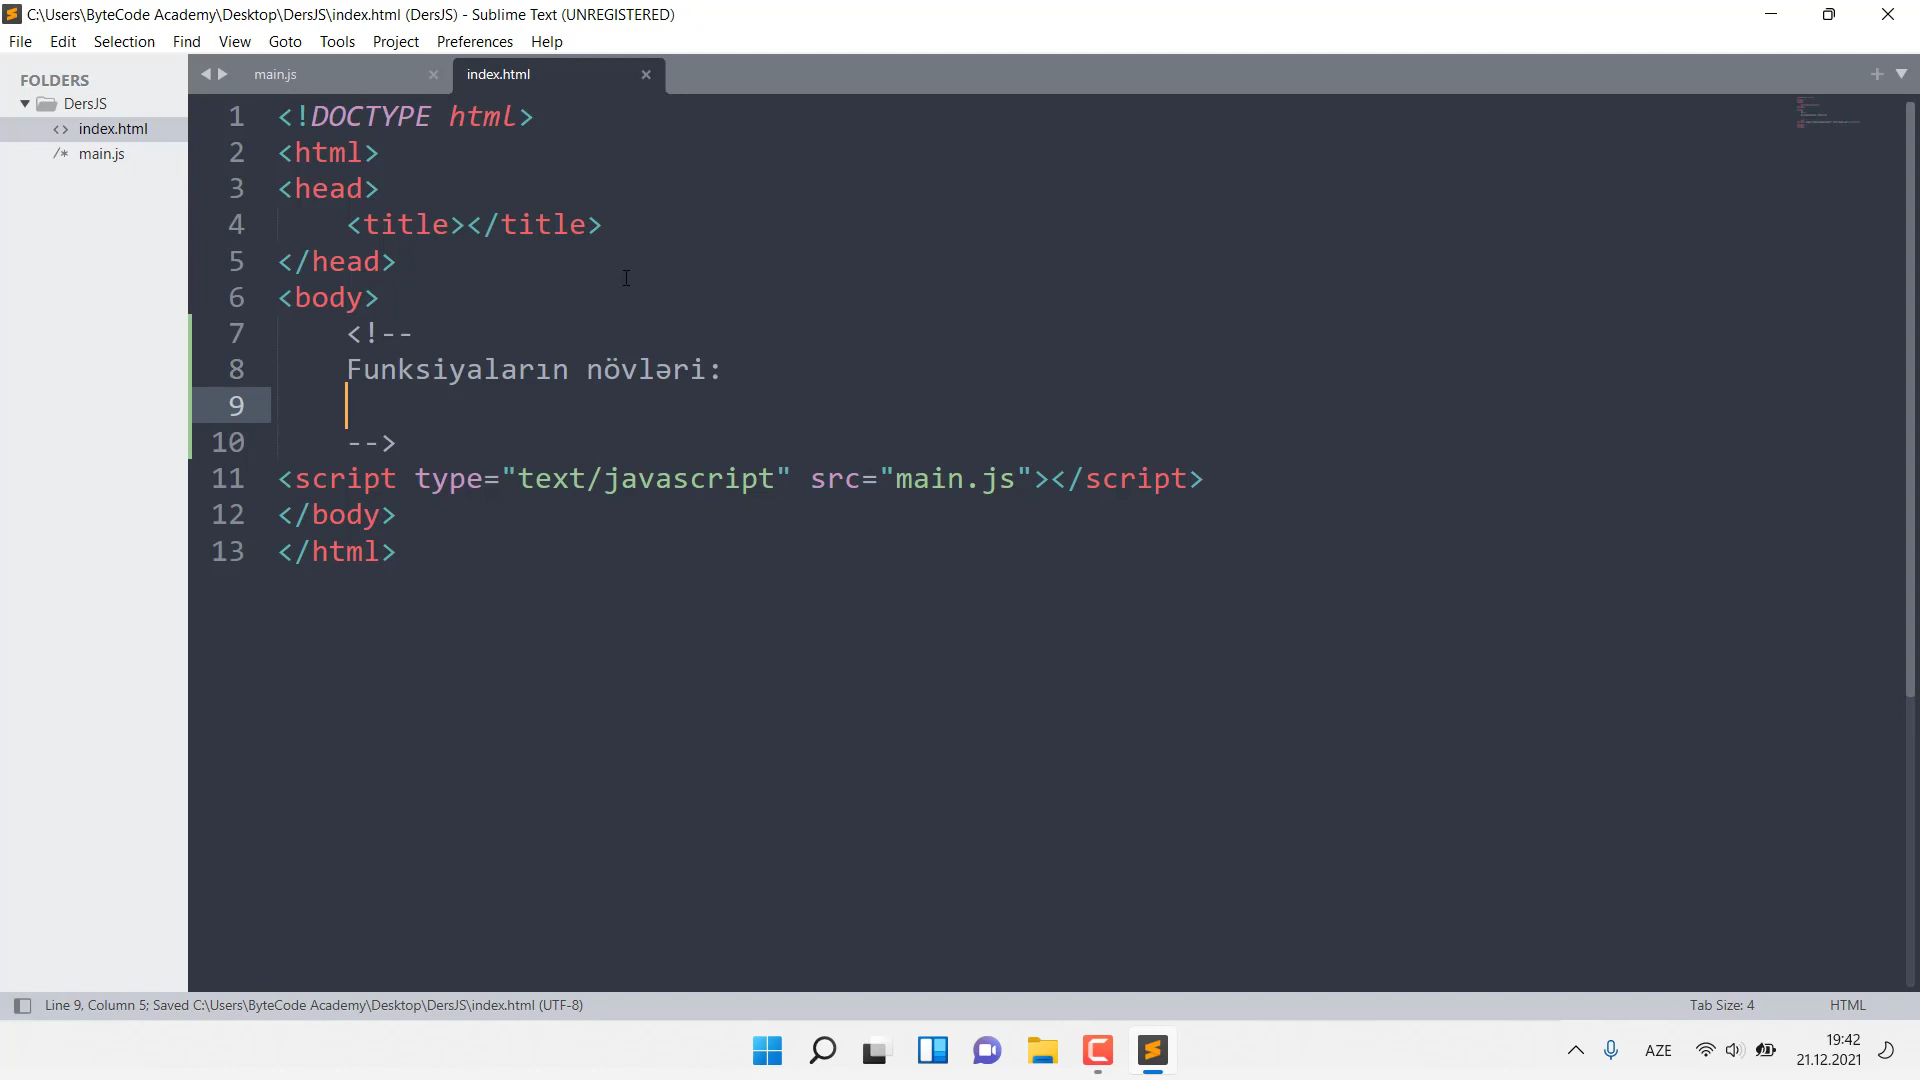 C:\Users\ByteCode Academy\Desktop\DersJS\index.html (DersJS) - Sublime Text (UNREGISTERED)
File Edit Selection Find View Goto Tools Project Preferences Help
FOLDERS
DersJS
index.html
main.js
main.js
index.html
1 <!DOCTYPE html>
2 <html>
3 <head>
4 <title></title>
5 </head>
6 <body>
7 <!--
8 Funksiyaların növləri:
9
10 -->
11 <script type="text/javascript" src="main.js"></script>
12 </body>
13 </html>
Line 9, Column 5; Saved C:\Users\ByteCode Academy\Desktop\DersJS\index.html (UTF-8)
Tab Size: 4
HTML
AZE
19:42
21.12.2021